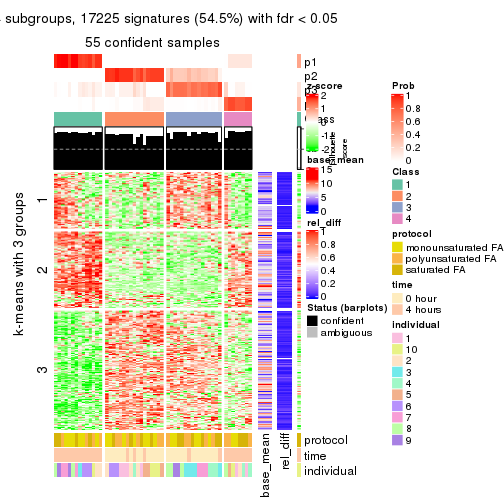 subgroups, 17225 signatures (54.5%) with fdr < 0.05
55 confident samples
p1
p2
p3
z-score
2
1
base_mean
15
10
5
0
rel_diff
1
0.8
0.6
0.4
0.2
0
Status (barplots)
confident
ambiguous
Silhouette
score
Prob
1
0.8
0.6
0.4
0.2
0
Class
1
2
3
4
protocol
monounsaturated FA
polyunsaturated FA
saturated FA
time
0 hour
4 hours
individual
1
10
2
3
4
5
6
7
8
9
k-means with 3 groups
1
2
3
protocol
time
individual
base_mean
rel_diff